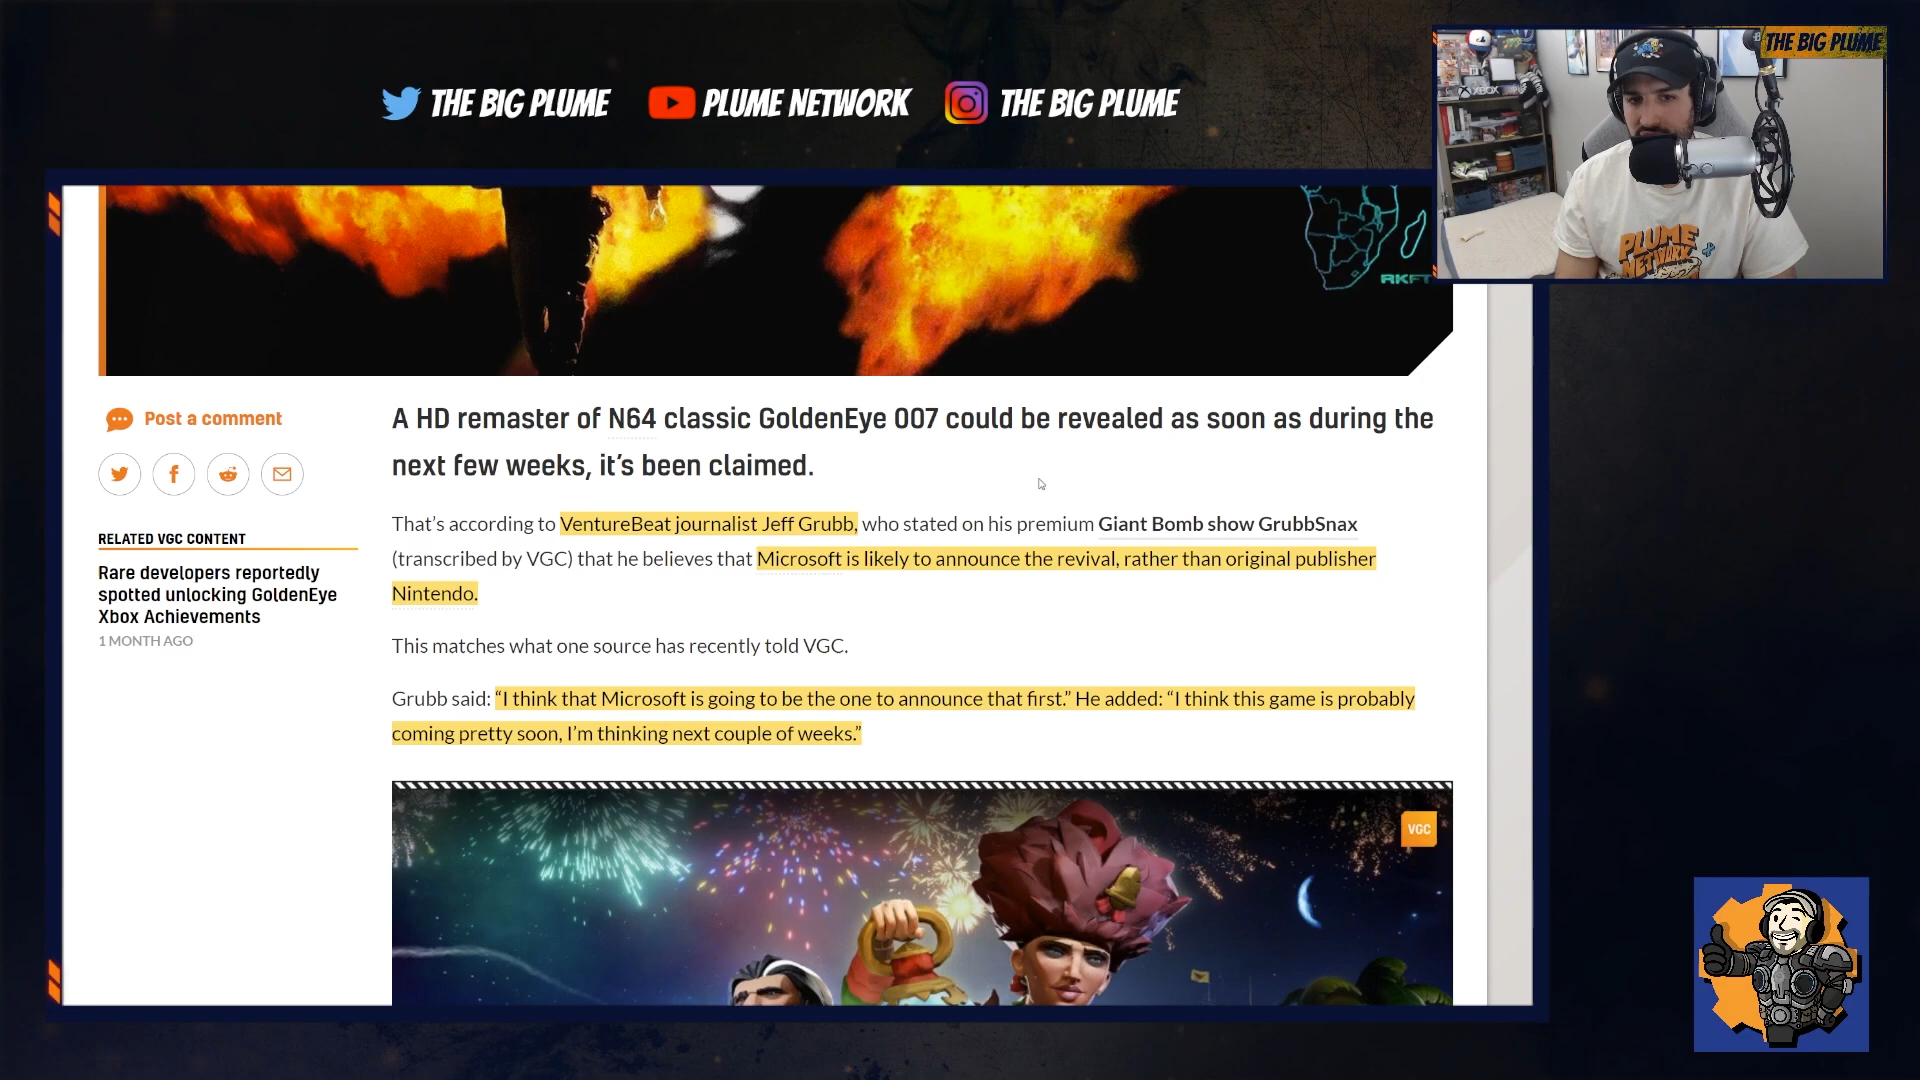 THE BIG PLUME
PLUME NETWORK
THE BIG PLUME
THE BIG PLUME
XBOX
PLUME
NETWORK
RKFT
Post a comment
RELATED VGC CONTENT
Rare developers reportedly
spotted unlocking GoldenEye
Xbox Achievements
1 MONTH AGO
A HD remaster of N64 classic GoldenEye 007 could be revealed as soon as during the
next few weeks, it’s been claimed.
That’s according to VentureBeat journalist Jeff Grubb, who stated on his premium Giant Bomb show GrubbSnax
(transcribed by VGC) that he believes that Microsoft is likely to announce the revival, rather than original publisher
Nintendo.
This matches what one source has recently told VGC.
Grubb said: “I think that Microsoft is going to be the one to announce that first.” He added: “I think this game is probably
coming pretty soon, I’m thinking next couple of weeks.”
VGC